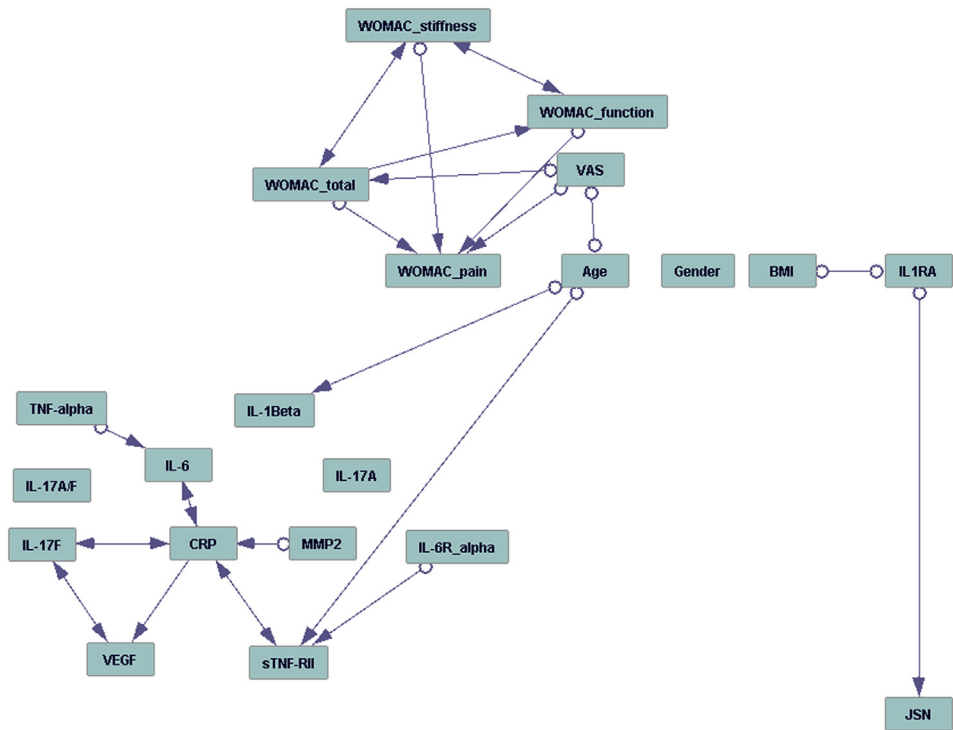 WOMAC_stiffness
WOMAC_function
VAS
WOMAC_total
WOMAC_pain
Age
Gender
BMI
IL1RA
TNF-alpha
IL-1Beta
IL-6
IL-17A
IL-17A/F
IL-17F
CRP
MMP2
IL-6R_alpha
VEGF
sTNF-RII
JSN